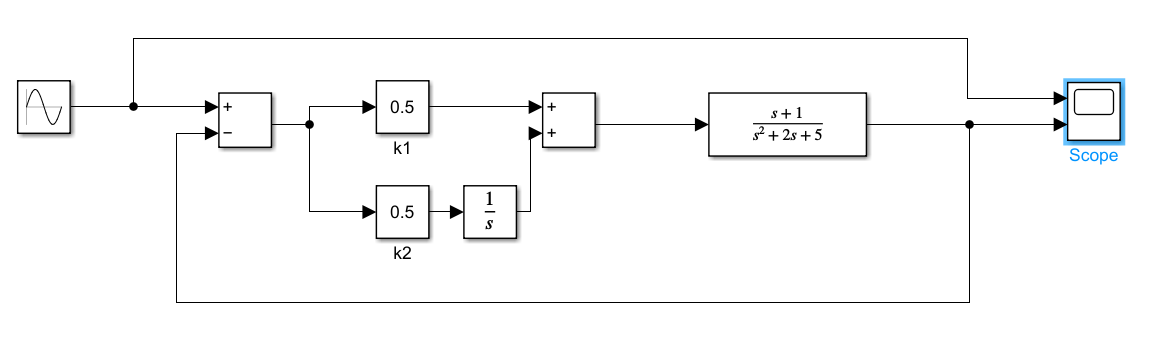 +
−
0.5
k1
0.5
k2
1
s
+
+
s + 1
s² + 2s + 5
Scope